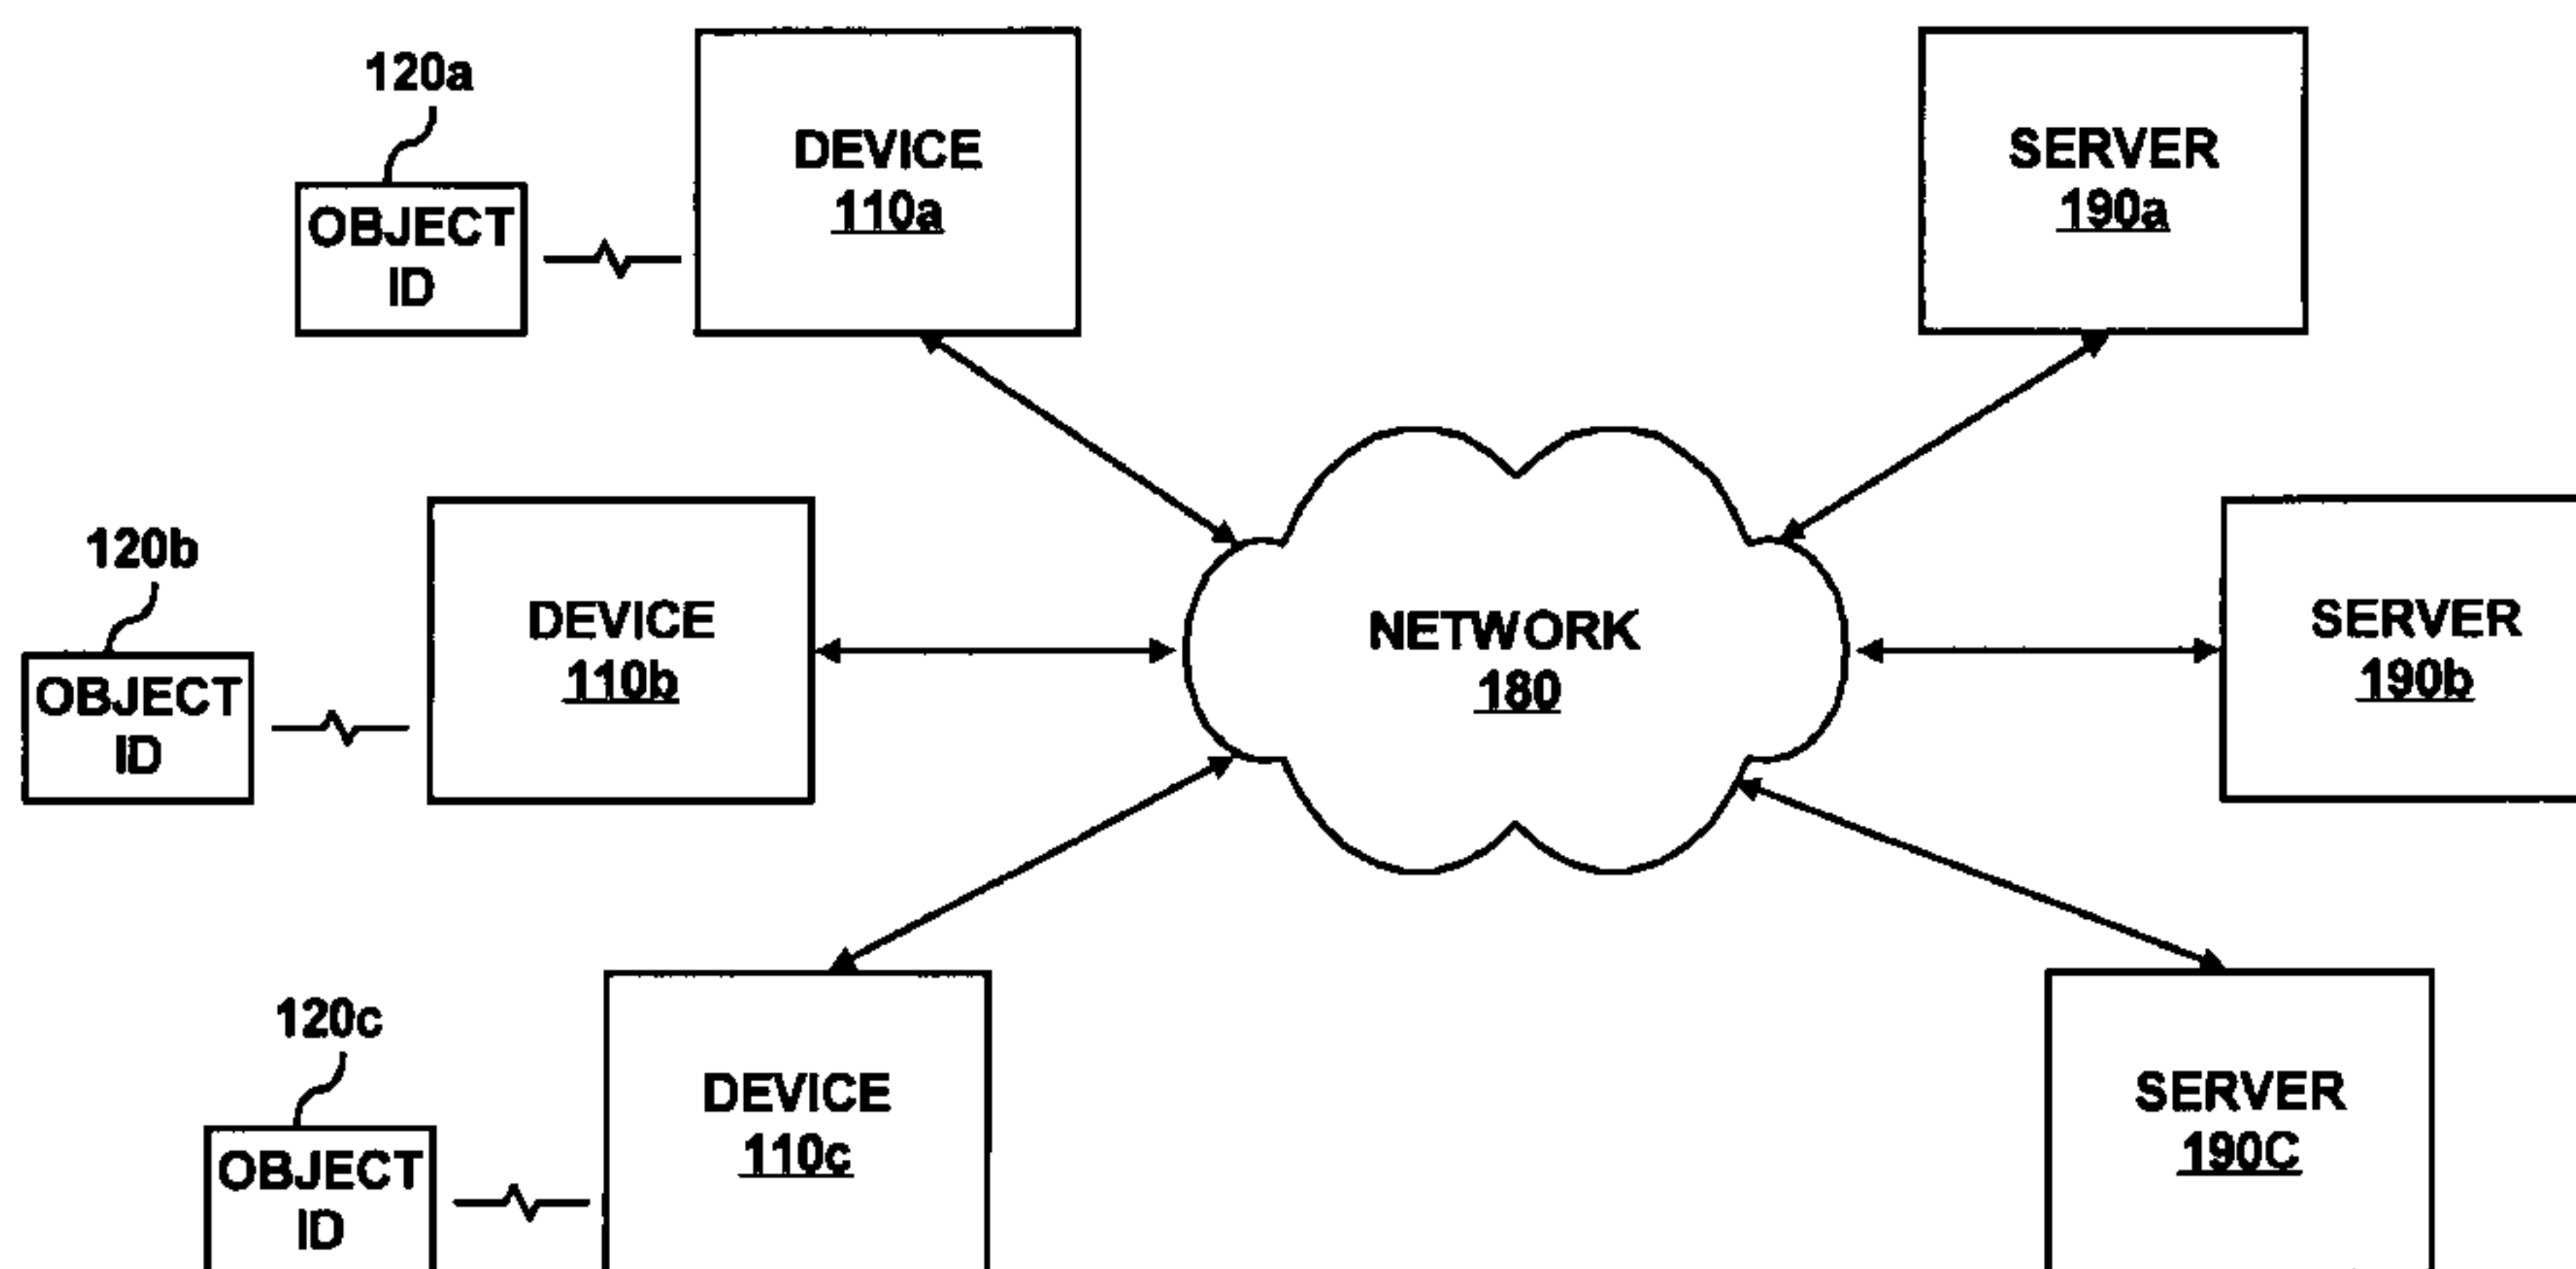 120a
OBJECT
ID
DEVICE
110a
SERVER
190a
120b
OBJECT
ID
DEVICE
110b
NETWORK
180
SERVER
190b
120c
OBJECT
ID
DEVICE
110c
SERVER
190C